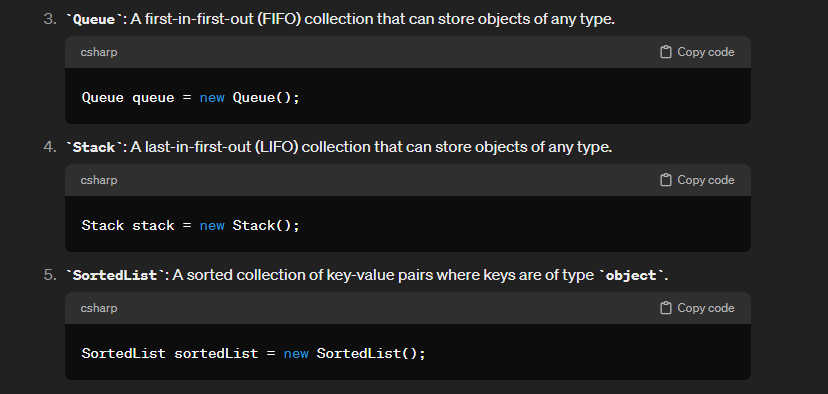 3. `Queue`: A first-in-first-out (FIFO) collection that can store objects of any type.
csharp Copy code
Queue queue = new Queue();
4. `Stack`: A last-in-first-out (LIFO) collection that can store objects of any type.
csharp Copy code
Stack stack = new Stack();
5. `SortedList`: A sorted collection of key-value pairs where keys are of type `object`.
csharp Copy code
SortedList sortedList = new SortedList();